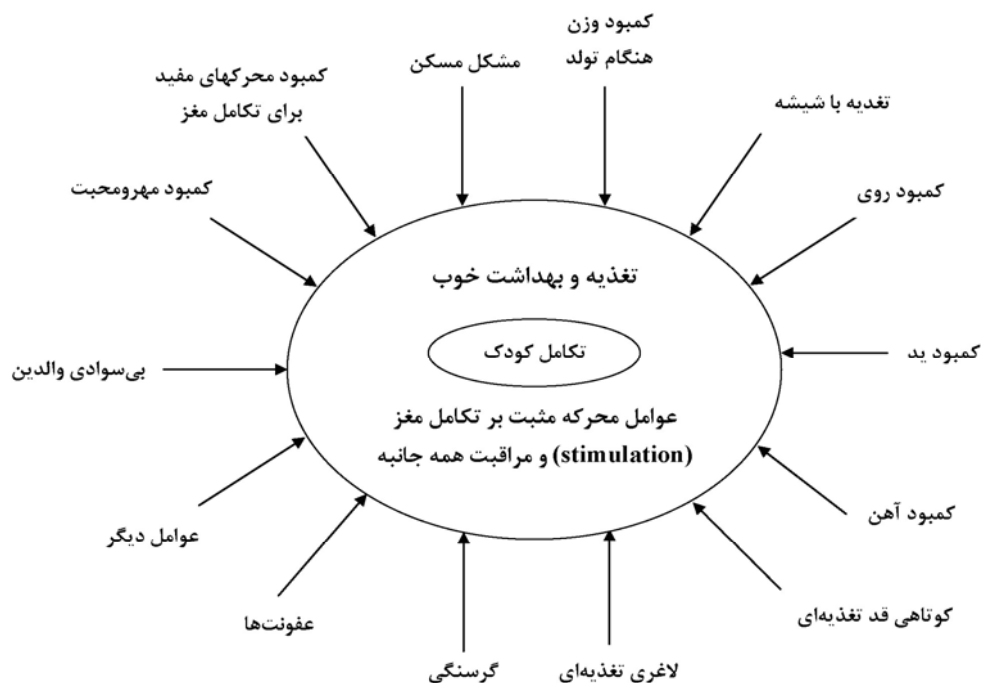 کمبود وزن
هنگام تولد
مشکل مسکن
کمبود محرکهای مفید
برای تکامل مغز
تغدیه با شیشه
کمبود مهرومحبت
کمبود روی
تغذیه و بهداشت خوب
تکامل کودک
کمبود ید
بی‌سوادی والدین
عوامل محرکه مثبت بر تکامل مغز
(stimulation) و مراقبت همه جانبه
کمبود آهن
عوامل دیگر
کوتاهی قد تغذیه‌ای
عفونت‌ها
لاغری تغذیه‌ای
گرسنگی